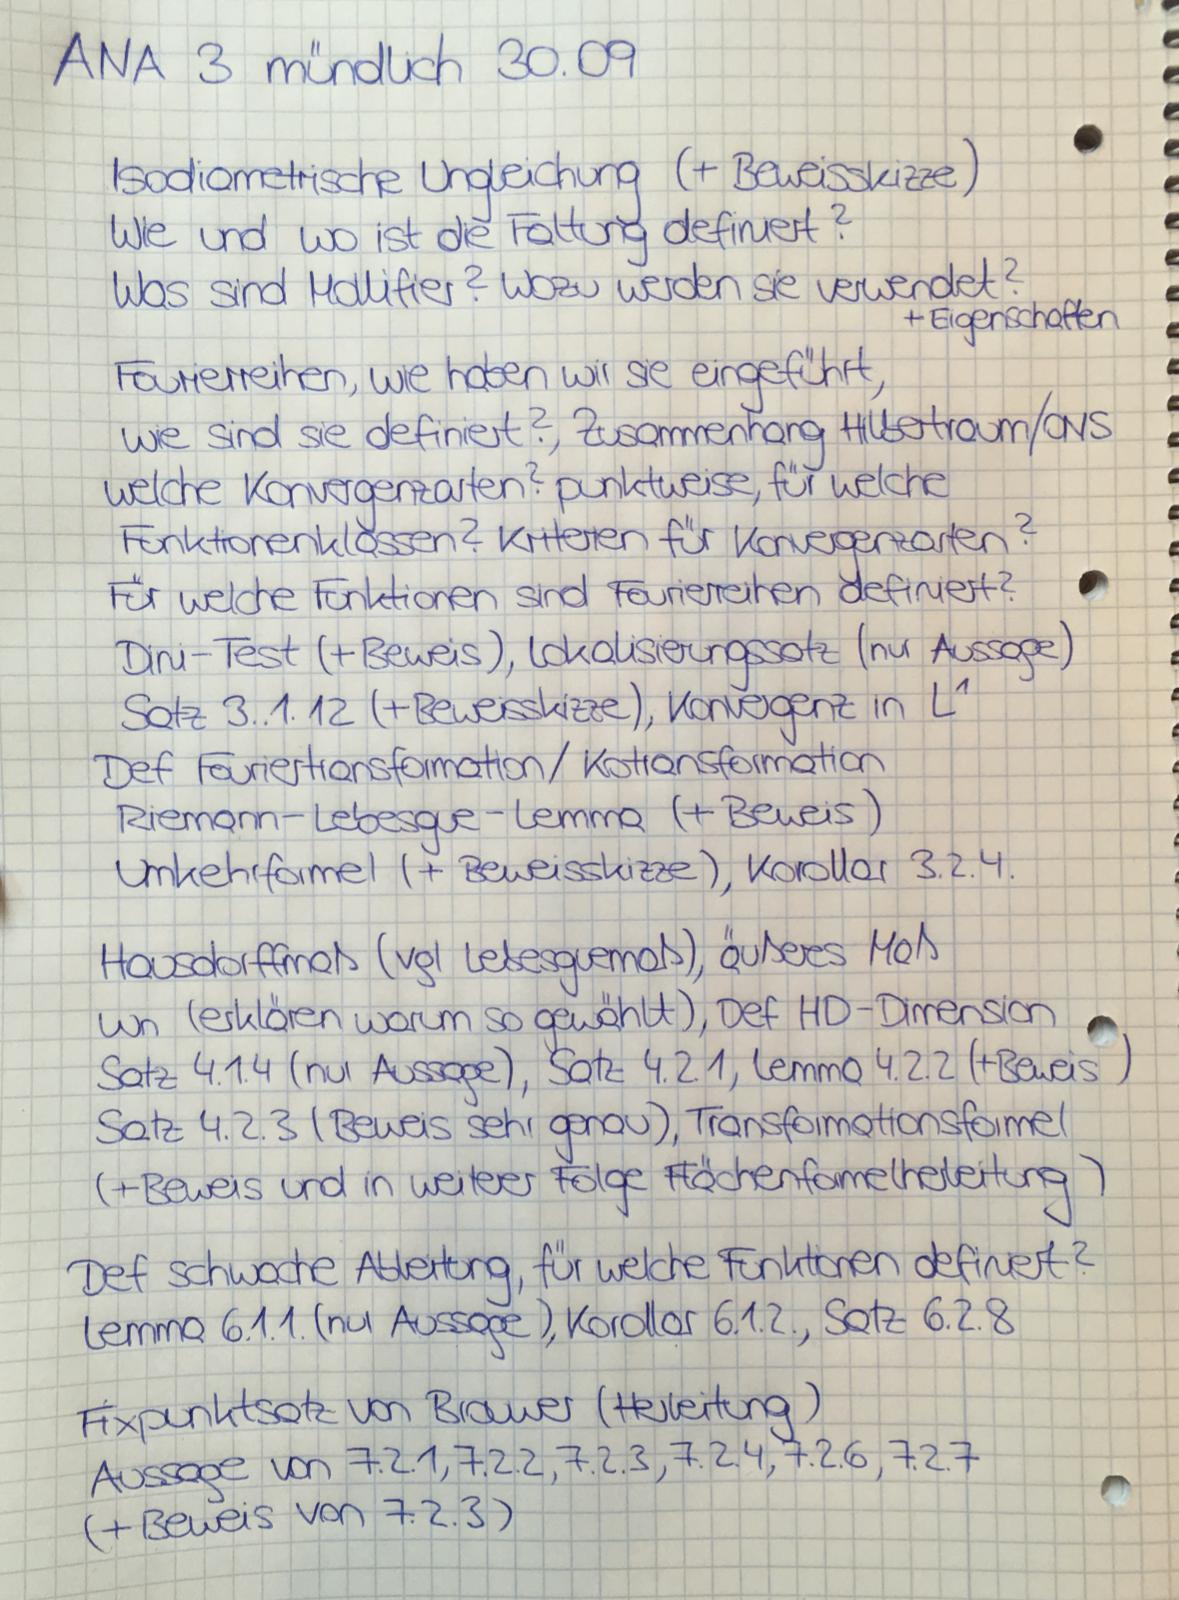 ANA 3 mündlich 30.09
Isodiametrische Ungleichung (+ Beweisskizze)
Wie und wo ist die Faltung definiert?
Was sind Mollifier? Wozu werden sie verwendet?
+ Eigenschaften
Fourierreihen, wie haben wir sie eingeführt,
wie sind sie definiert?, Zusammenhang Hilbertraum/ONS
welche Konvergenzarten? punktweise, für welche
Funktionenklassen? Kriterien für Konvergenzarten?
Für welche Funktionen sind Fourierreihen definiert?
Dini-Test (+Beweis), Lokalisierungssatz (nur Aussage)
Satz 3.1.12 (+Beweisskizze), Konvergenz in L¹
Def Fouriertransformation/Kotransformation
Riemann-Lebesgue-Lemma (+ Beweis)
Umkehrformel (+ Beweisskizze), Korollar 3.2.4.
Hausdorffmaß (vgl Lebesguemaß), äußeres Maß
ωn (erklären warum so gewählt), Def HD-Dimension
Satz 4.1.4 (nur Aussage), Satz 4.2.1, Lemma 4.2.2 (+Beweis)
Satz 4.2.3 (Beweis sehr genau), Transformationsformel
(+Beweis und in weiterer Folge Flächenformelherleitung)
Def schwache Ableitung, für welche Funktionen definiert?
Lemma 6.1.1. (nur Aussage), Korollar 6.1.2., Satz 6.2.8
Fixpunktsatz von Brouwer (Herleitung)
Aussage von 7.2.1, 7.2.2, 7.2.3, 7.2.4, 7.2.6, 7.2.7
(+Beweis von 7.2.3)